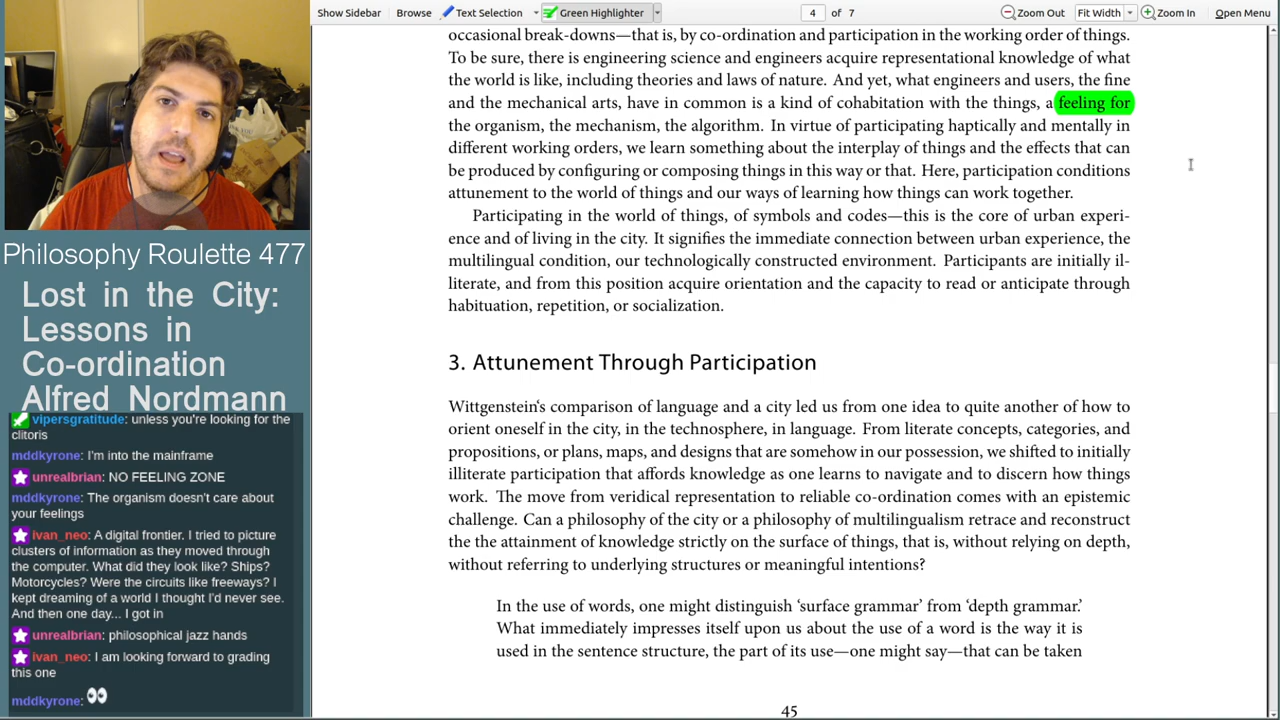 Show Sidebar Browse Text Selection Green Highlighter 4 of 7 Zoom Out Fit Width Zoom In Open Menu
occasional break-downs—that is, by co-ordination and participation in the working order of things.
To be sure, there is engineering science and engineers acquire representational knowledge of what
the world is like, including theories and laws of nature. And yet, what engineers and users, the fine
and the mechanical arts, have in common is a kind of cohabitation with the things, a feeling for
the organism, the mechanism, the algorithm. In virtue of participating haptically and mentally in
different working orders, we learn something about the interplay of things and the effects that can
be produced by configuring or composing things in this way or that. Here, participation conditions
attunement to the world of things and our ways of learning how things can work together.
Participating in the world of things, of symbols and codes—this is the core of urban experi-
ence and of living in the city. It signifies the immediate connection between urban experience, the
multilingual condition, our technologically constructed environment. Participants are initially il-
literate, and from this position acquire orientation and the capacity to read or anticipate through
habituation, repetition, or socialization.
3. Attunement Through Participation
Wittgenstein‘s comparison of language and a city led us from one idea to quite another of how to
orient oneself in the city, in the technosphere, in language. From literate concepts, categories, and
propositions, or plans, maps, and designs that are somehow in our possession, we shifted to initially
illiterate participation that affords knowledge as one learns to navigate and to discern how things
work. The move from veridical representation to reliable co-ordination comes with an epistemic
challenge. Can a philosophy of the city or a philosophy of multilingualism retrace and reconstruct
the the attainment of knowledge strictly on the surface of things, that is, without relying on depth,
without referring to underlying structures or meaningful intentions?
In the use of words, one might distinguish ‘surface grammar’ from ‘depth grammar.’
What immediately impresses itself upon us about the use of a word is the way it is
used in the sentence structure, the part of its use—one might say—that can be taken
45
Philosophy Roulette 477
Lost in the City:
Lessons in
Co-ordination
Alfred Nordmann
vipersgratitude: unless you're looking for the
clitoris
mddkyrone: I'm into the mainframe
unrealbrian: NO FEELING ZONE
mddkyrone: The organism doesn't care about
your feelings
ivan_neo: A digital frontier. I tried to picture
clusters of information as they moved through
the computer. What did they look like? Ships?
Motorcycles? Were the circuits like freeways? I
kept dreaming of a world I thought I'd never see.
And then one day... I got in
unrealbrian: philosophical jazz hands
ivan_neo: I am looking forward to grading
this one
mddkyrone: 👀